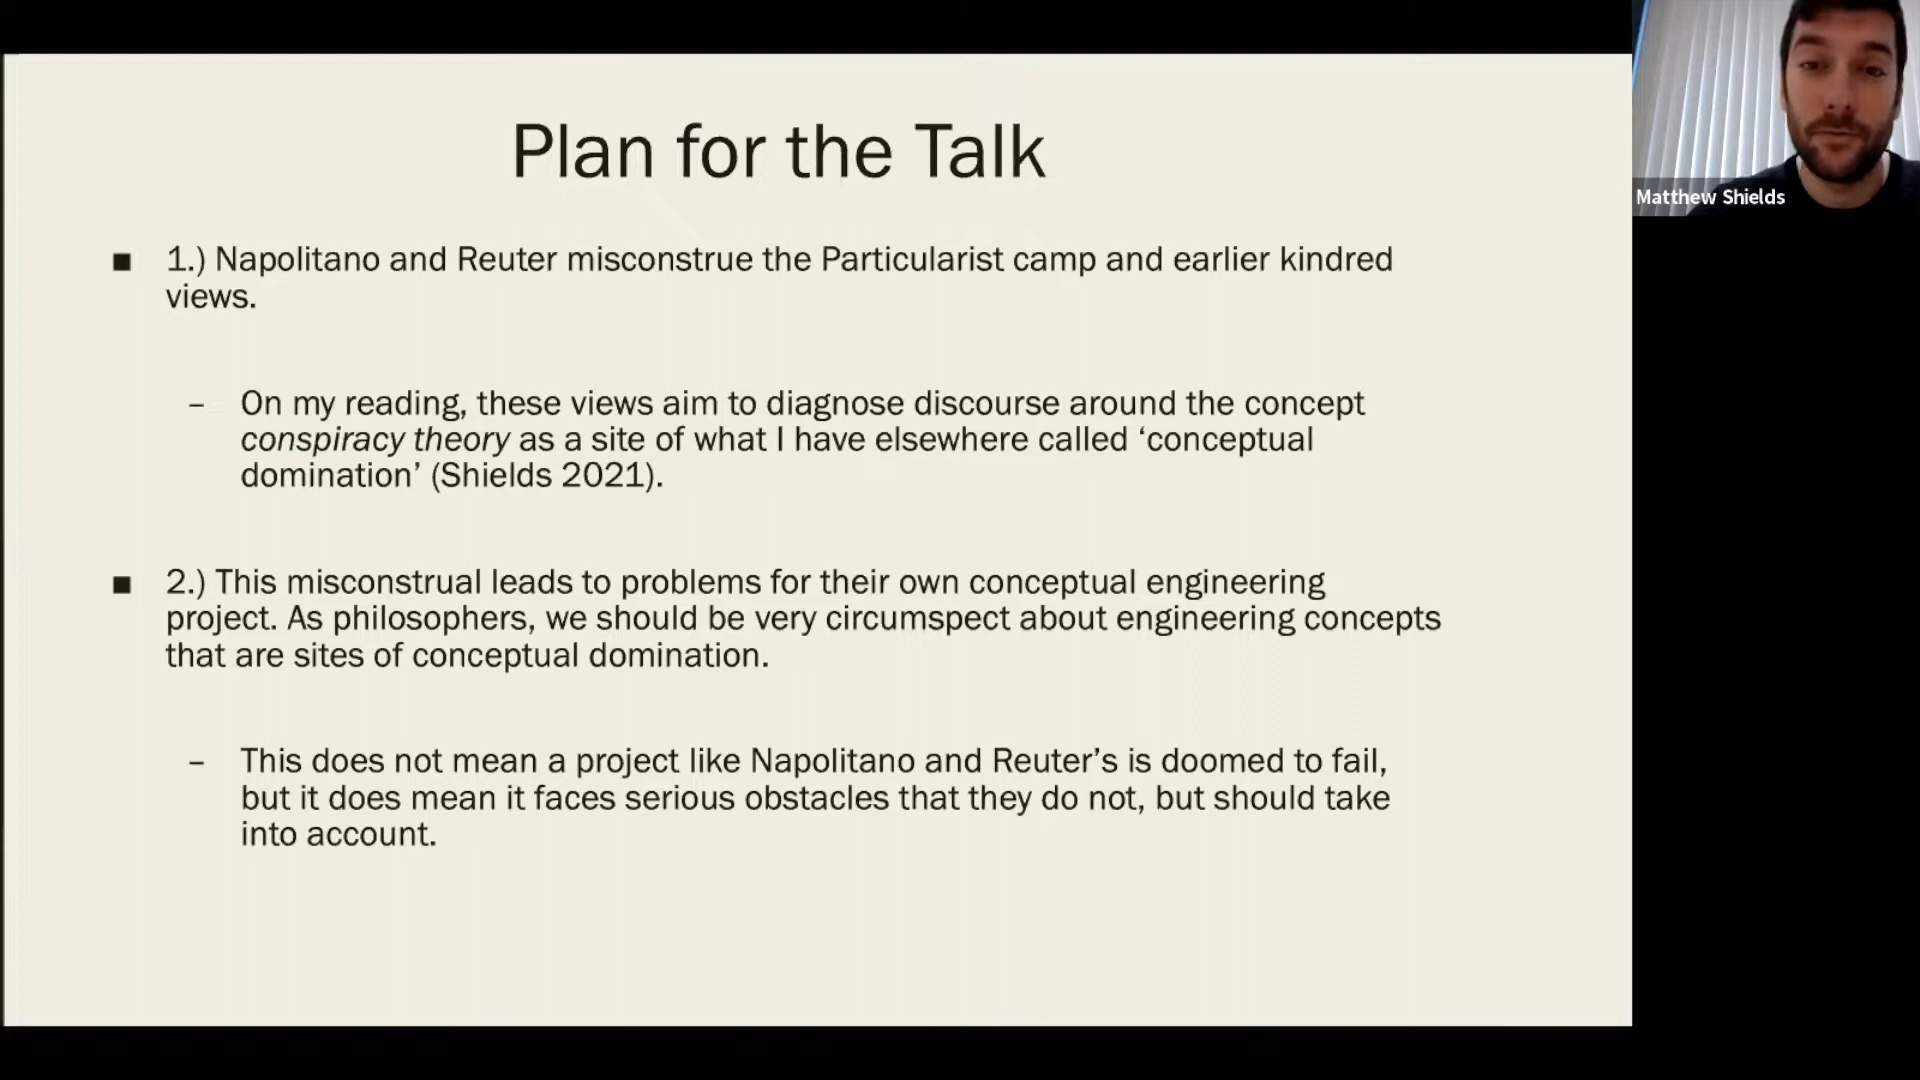 Plan for the Talk
■ 1.) Napolitano and Reuter misconstrue the Particularist camp and earlier kindred
views.
– On my reading, these views aim to diagnose discourse around the concept
conspiracy theory as a site of what I have elsewhere called ‘conceptual
domination’ (Shields 2021).
■ 2.) This misconstrual leads to problems for their own conceptual engineering
project. As philosophers, we should be very circumspect about engineering concepts
that are sites of conceptual domination.
– This does not mean a project like Napolitano and Reuter’s is doomed to fail,
but it does mean it faces serious obstacles that they do not, but should take
into account.
Matthew Shields